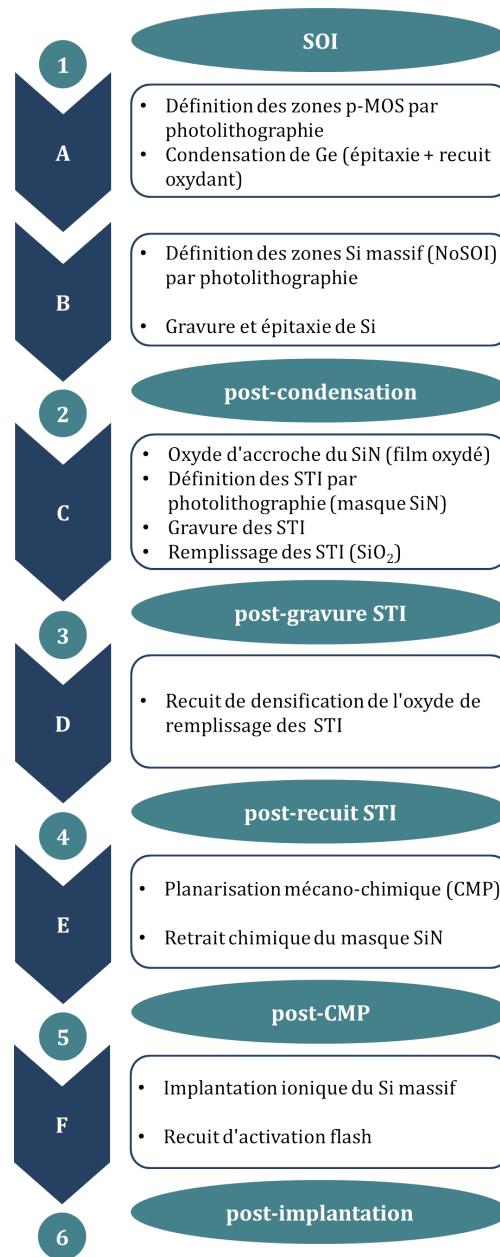 SOI
1
A
• Définition des zones p-MOS par
photolithographie
• Condensation de Ge (épitaxie + recuit
oxydant)
B
• Définition des zones Si massif (NoSOI)
par photolithographie
• Gravure et épitaxie de Si
post-condensation
2
C
• Oxyde d'accroche du SiN (film oxydé)
• Définition des STI par
photolithographie (masque SiN)
• Gravure des STI
• Remplissage des STI (SiO₂)
post-gravure STI
3
D
• Recuit de densification de l'oxyde de
remplissage des STI
post-recuit STI
4
E
• Planarisation mécano-chimique (CMP)
• Retrait chimique du masque SiN
post-CMP
5
F
• Implantation ionique du Si massif
• Recuit d'activation flash
post-implantation
6